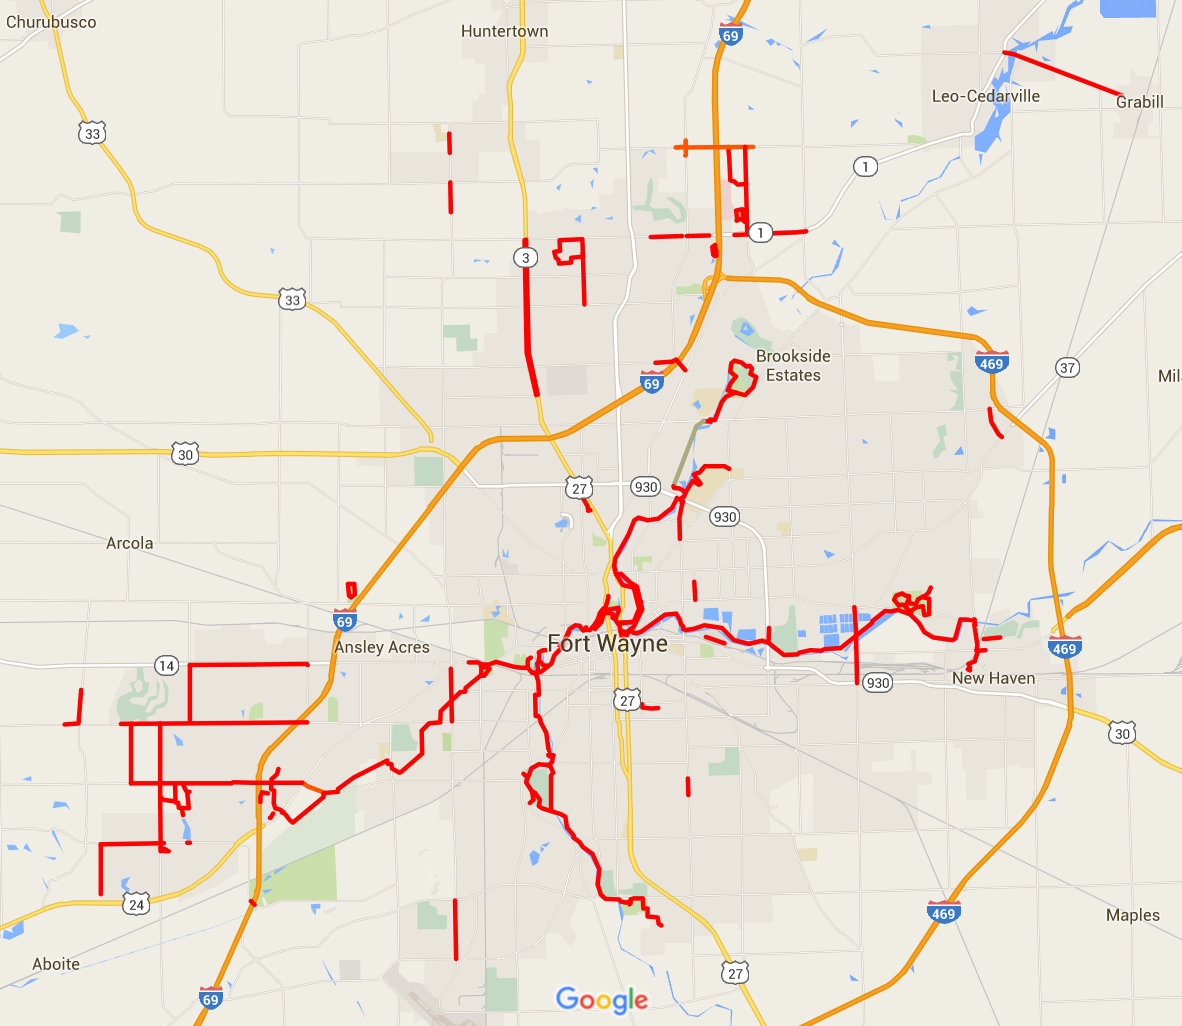 Churubusco
Huntertown
69
Leo-Cedarville
Grabill
33
1
1
3
33
Brookside
Estates
469
37
69
Mil
30
27
930
930
Arcola
69
Ansley Acres
Fort Wayne
469
14
New Haven
930
27
30
24
469
Maples
Aboite
27
69
Google